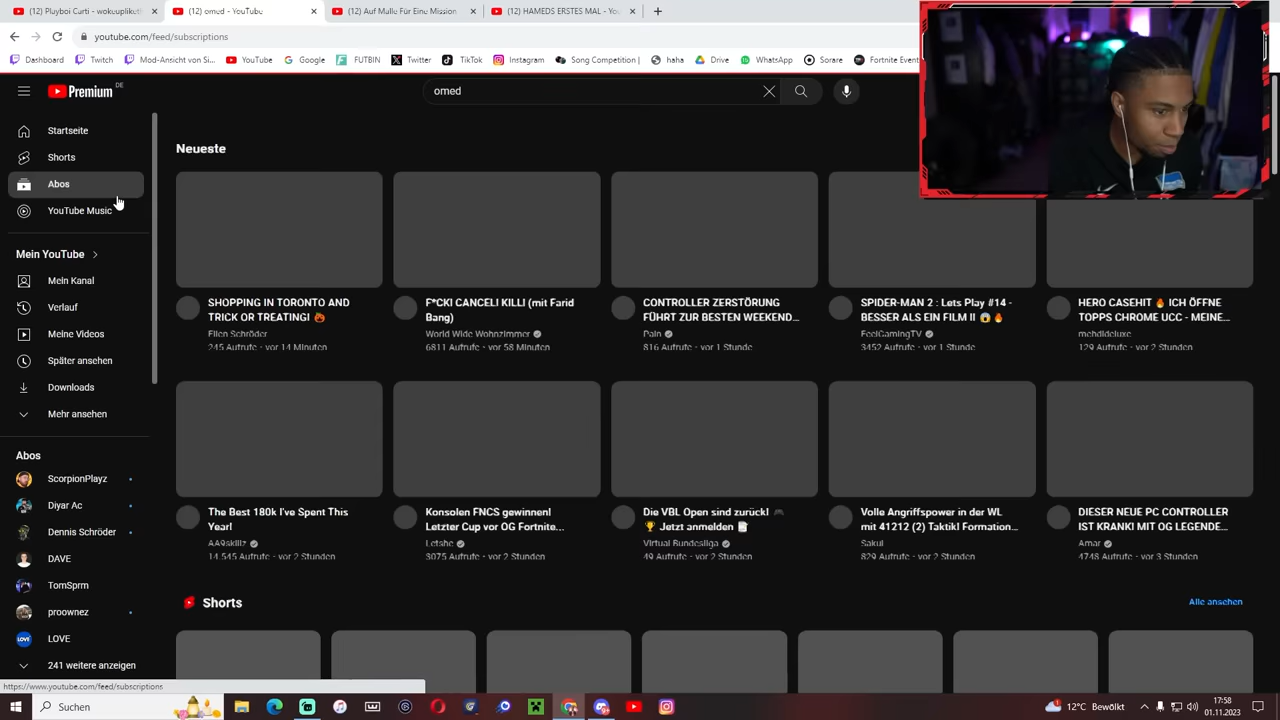 (12) Playboi Carti - wokeupliketh
(12) omed - YouTube
(12) Auf Malle Für Eine Mission
(12) HAMEDS ERSTES MAL - YouT
youtube.com/feed/subscriptions
Dashboard
Twitch
Mod-Ansicht von Si...
YouTube
Google
FUTBIN
Twitter
TikTok
Instagram
Song Competition |
haha
Drive
WhatsApp
Sorare
Fortnite Event
Premium DE
omed
Startseite
Shorts
Abos
YouTube Music
Mein YouTube
Mein Kanal
Verlauf
Meine Videos
Später ansehen
Downloads
Mehr ansehen
Abos
ScorpionPlayz
Diyar Ac
Dennis Schröder
DAVE
TomSprm
proownez
LOVE
241 weitere anzeigen
Neueste
SHOPPING IN TORONTO AND
TRICK OR TREATING!
Ellen Schröder
245 Aufrufe · vor 14 Minuten
F*CK! CANCEL! KILL! (mit Farid
Bang)
World Wide Wohnzimmer
6811 Aufrufe · vor 58 Minuten
CONTROLLER ZERSTÖRUNG
FÜHRT ZUR BESTEN WEEKEND...
816 Aufrufe · vor 1 Stunde
SPIDER-MAN 2 : Lets Play #14 -
BESSER ALS EIN FILM !!
FeelGamingTV
3452 Aufrufe · vor 1 Stunde
HERO CASEHIT ICH ÖFFNE
TOPPS CHROME UCC - MEINE...
mehdideluxe
129 Aufrufe · vor 2 Stunden
The Best 180k I've Spent This
Year!
AA9skillz
14.545 Aufrufe · vor 2 Stunden
Konsolen FNCS gewinnen!
Letzter Cup vor OG Fortnite...
Letshe
3075 Aufrufe · vor 2 Stunden
Die VBL Open sind zurück!
Jetzt anmelden
Virtual Bundesliga
49 Aufrufe · vor 2 Stunden
Volle Angriffspower in der WL
mit 41212 (2) Taktik! Formation...
Sakul
829 Aufrufe · vor 2 Stunden
DIESER NEUE PC CONTROLLER
IST KRANK! MIT OG LEGENDE...
Amar
4748 Aufrufe · vor 3 Stunden
Shorts
Alle ansehen
https://www.youtube.com/feed/subscriptions
Suchen
12°C Bewölkt
17:58
01.11.2023